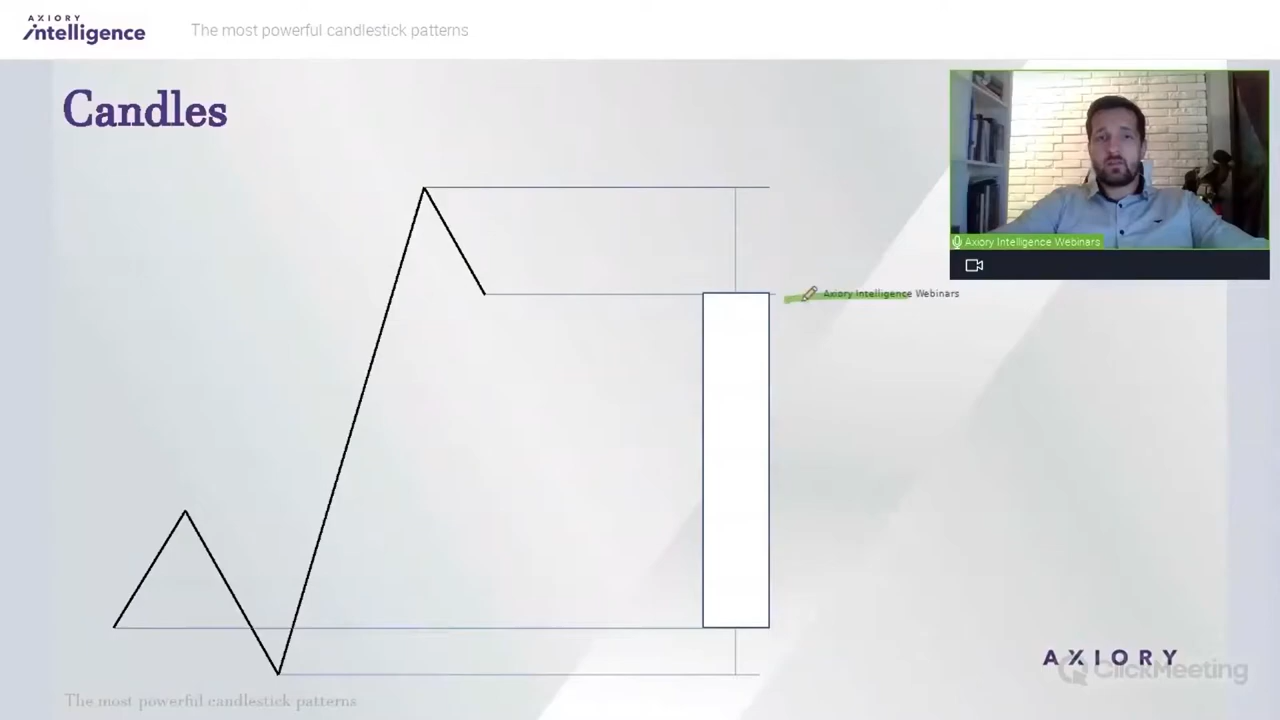 AXIORY
intelligence
The most powerful candlestick patterns
Candles
Axiory Intelligence Webinars
Axiory Intelligence Webinars
AXIORY
ClickMeeting
The most powerful candlestick patterns